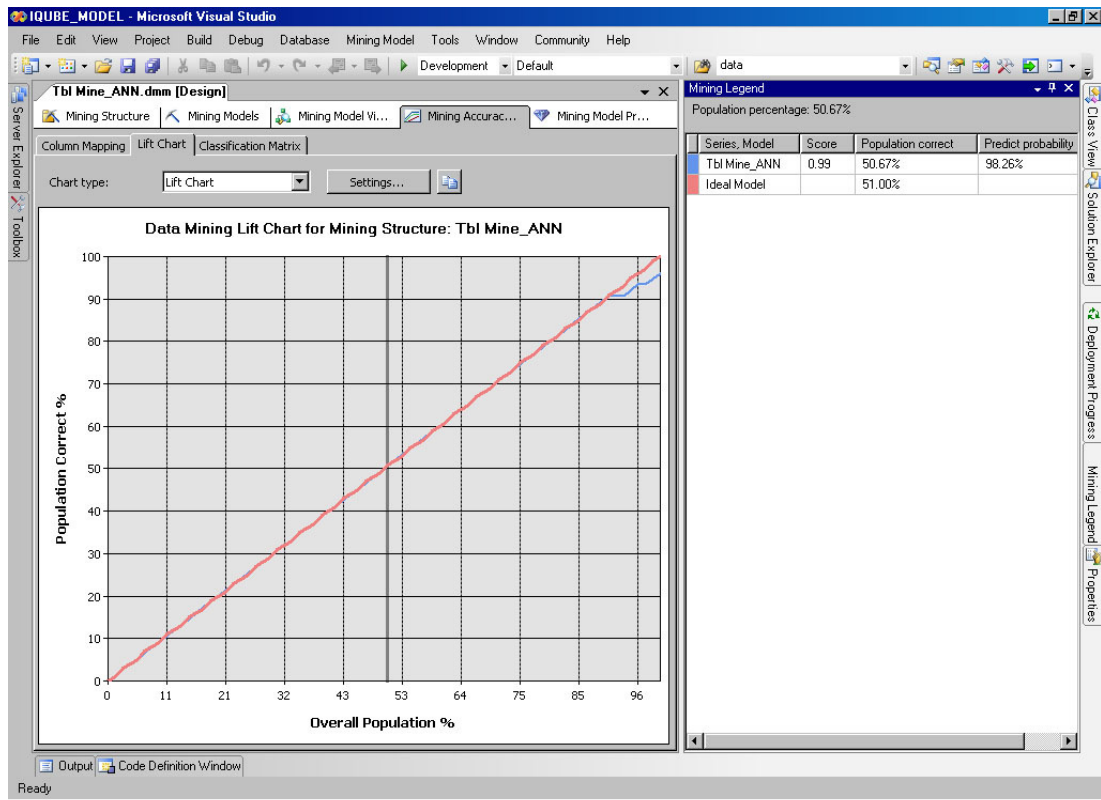 IQUBE_MODEL - Microsoft Visual Studio
File Edit View Project Build Debug Database Mining Model Tools Window Community Help
Development Default data
Tbl Mine_ANN.dmm [Design]
Mining Structure Mining Models Mining Model Vi... Mining Accurac... Mining Model Pr...
Column Mapping Lift Chart Classification Matrix
Chart type: Lift Chart Settings...
Data Mining Lift Chart for Mining Structure: Tbl Mine_ANN
100
90
80
70
60
50
40
30
20
10
0
Population Correct %
0 11 21 32 43 53 64 75 85 96
Overall Population %
Mining Legend
Population percentage: 50.67%
Series, Model Score Population correct Predict probability
Tbl Mine_ANN 0.99 50.67% 98.26%
Ideal Model 51.00%
Server Explorer
Toolbox
Class View
Solution Explorer
Deployment Progress
Mining Legend
Properties
Output Code Definition Window
Ready